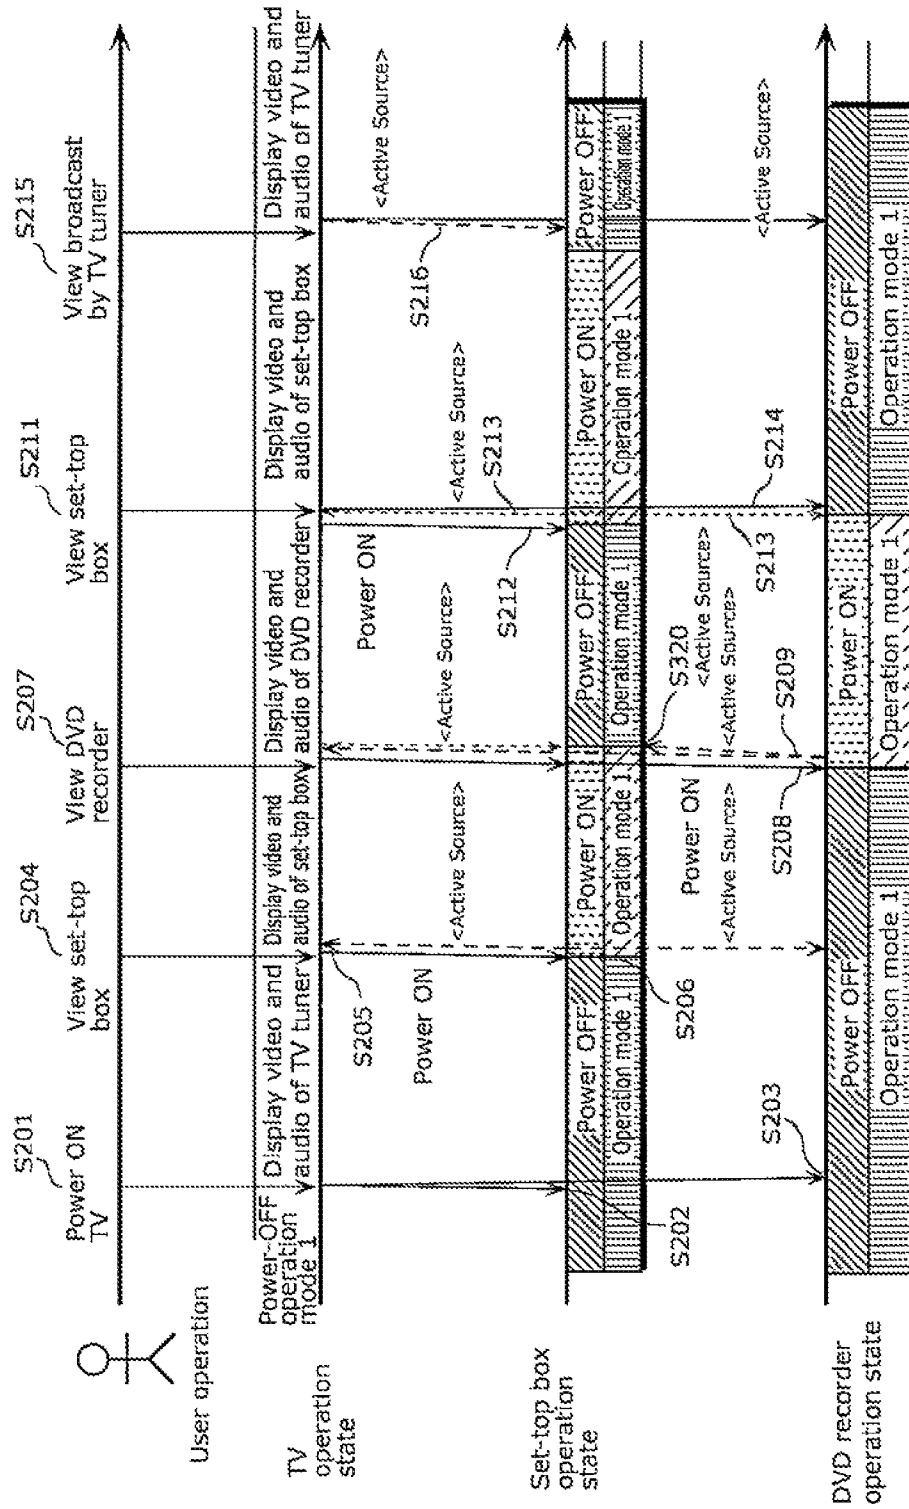 S201
S204
S207
S211
S215
Power ON
TV
View set-top
box
View DVD
recorder
View set-top
box
View broadcast
by TV tuner
User operation
Power-OFF
operation
mode 1
Display video and
audio of TV tuner
Display video and
audio of set-top box
Display video and
audio of DVD recorder
Display video and
audio of set-top box
Display video and
audio of TV tuner
TV
operation
state
S205
Power ON
<Active Source>
<Active Source>
Power ON
S212
<Active Source>
S213
S216
<Active Source>
Set-top box
operation
state
Power OFF
Power ON
Power OFF
Power ON
Power OFF
Operation mode 1
Operation mode 1
Operation mode 1
Operation mode 1
Operation mode 1
S202
S206
S320
Power ON
<Active Source>
<Active Source>
<Active Source>
S203
S208
S209
S213
S214
<Active Source>
DVD recorder
operation state
Power OFF
Power ON
Power OFF
Operation mode 1
Operation mode 1
Operation mode 1